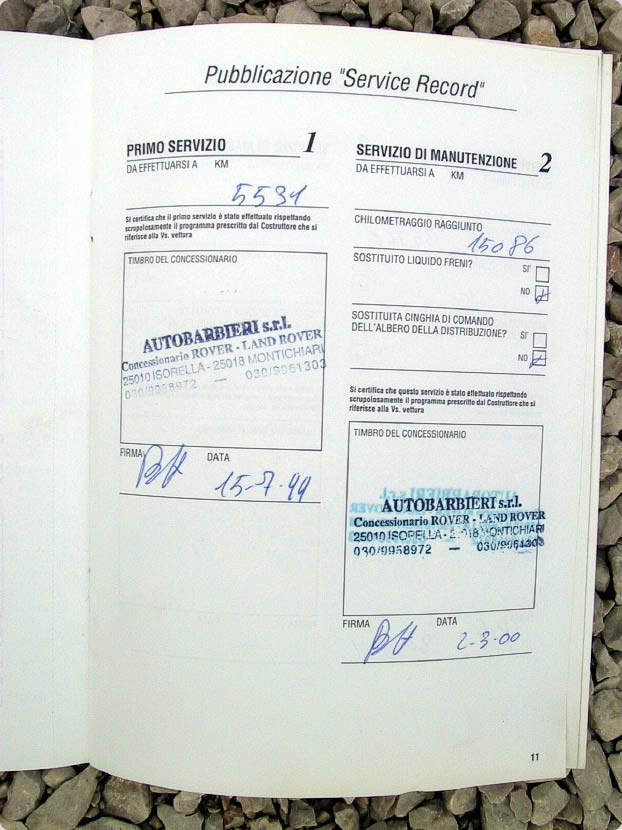 Pubblicazione "Service Record"
PRIMO SERVIZIO 1
DA EFFETTUARSI A KM
5531
Si certifica che il primo servizio è stato effettuato rispettando
scrupolosamente il programma prescritto dal Costruttore che si
riferisce alla Vs. vettura
TIMBRO DEL CONCESSIONARIO
AUTOBARBIERI s.r.l.
Concessionario ROVER - LAND ROVER
25010 ISORELLA - 25018 MONTICHIARI
030/9958972 — 030/9961303
FIRMA DATA
15-7-99
SERVIZIO DI MANUTENZIONE 2
DA EFFETTUARSI A KM
CHILOMETRAGGIO RAGGIUNTO
15086
SOSTITUITO LIQUIDO FRENI?
SI'
NO
SOSTITUITA CINGHIA DI COMANDO
DELL'ALBERO DELLA DISTRIBUZIONE?
SI'
NO
Si certifica che questo servizio è stato effettuato rispettando
scrupolosamente il programma prescritto dal Costruttore che si
riferisce alla Vs. vettura
TIMBRO DEL CONCESSIONARIO
AUTOBARBIERI s.r.l.
Concessionario ROVER - LAND ROVER
25010 ISORELLA - 25018 MONTICHIARI
030/9958972 — 030/9961303
FIRMA DATA
2-3-00
11